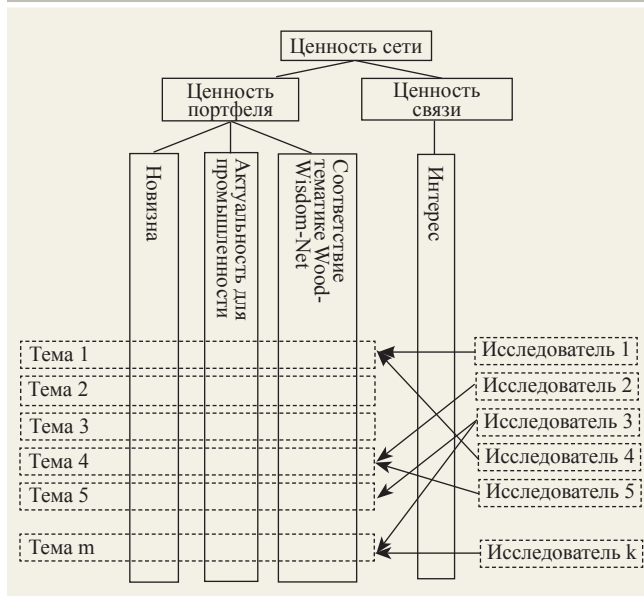 Ценность сети
Ценность
портфеля
Ценность
связи
Новизна
Актуальность для
промышленности
Соответствие
тематике Wood-
Wisdom-Net
Интерес
Тема 1
Тема 2
Тема 3
Тема 4
Тема 5
Тема m
Исследователь 1
Исследователь 2
Исследователь 3
Исследователь 4
Исследователь 5
Исследователь k